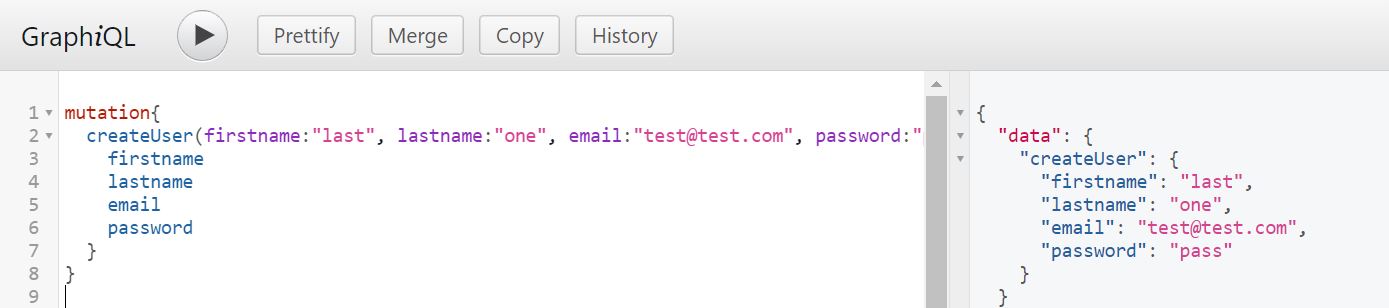 GraphiQL Prettify Merge Copy History
1 mutation{
2 createUser(firstname:"last", lastname:"one", email:"test@test.com", password:"
3 firstname
4 lastname
5 email
6 password
7 }
8 }
9
{
"data": {
"createUser": {
"firstname": "last",
"lastname": "one",
"email": "test@test.com",
"password": "pass"
}
}